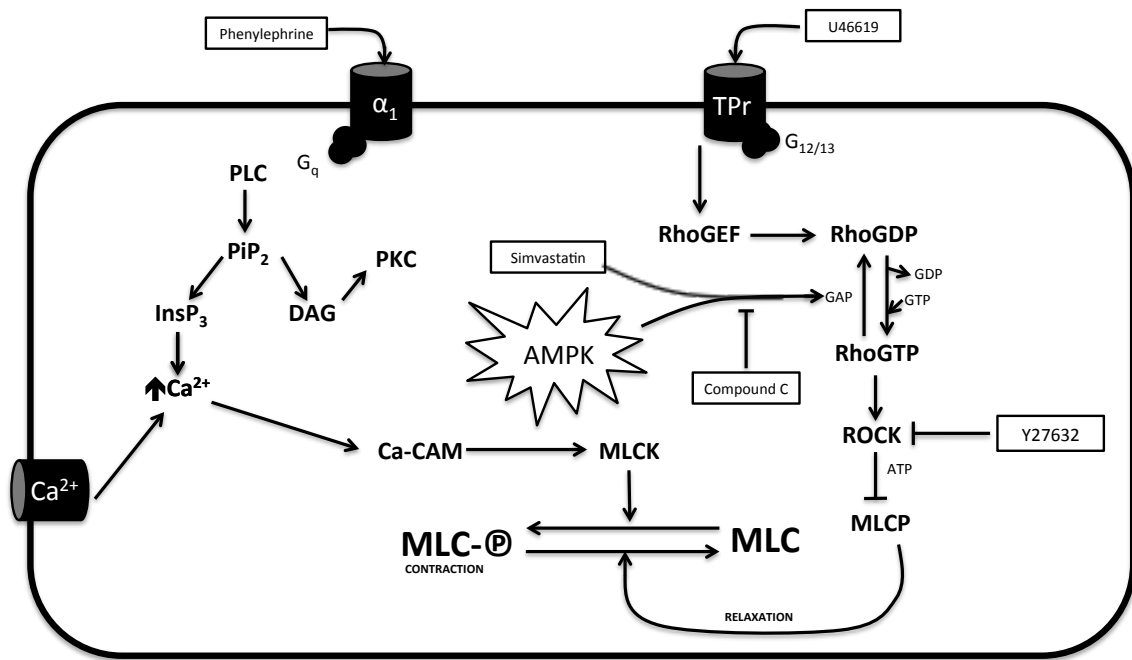 Phenylephrine
U46619
α₁
TPr
G₁₂/₁₃
Gq
PLC
RhoGEF
RhoGDP
PiP₂
PKC
Simvastatin
GDP
GAP
GTP
InsP₃
DAG
AMPK
RhoGTP
⬆Ca²⁺
Compound C
ROCK
Y27632
Ca-CAM
MLCK
ATP
Ca²⁺
MLCP
MLC-Ⓟ
MLC
CONTRACTION
RELAXATION